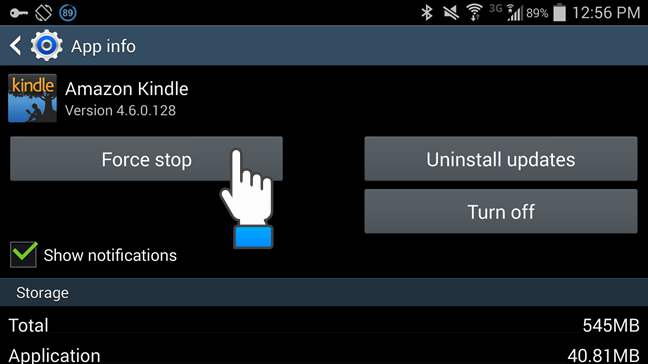 89 3G 89% 12:56 PM
App info
kindle
Amazon Kindle
Version 4.6.0.128
Force stop
Uninstall updates
Turn off
Show notifications
Storage
Total 545MB
Application 40.81MB